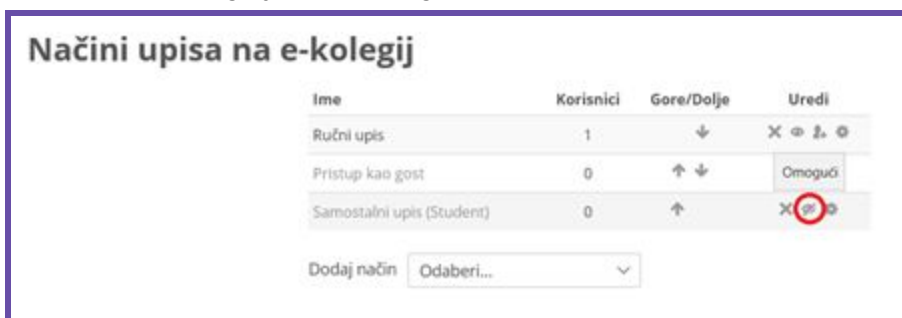 Načini upisa na e-kolegij
Ime Korisnici Gore/Dolje Uredi
Ručni upis 1
Pristup kao gost 0 Omogući
Samostalni upis (Student) 0
Dodaj način Odaberi...